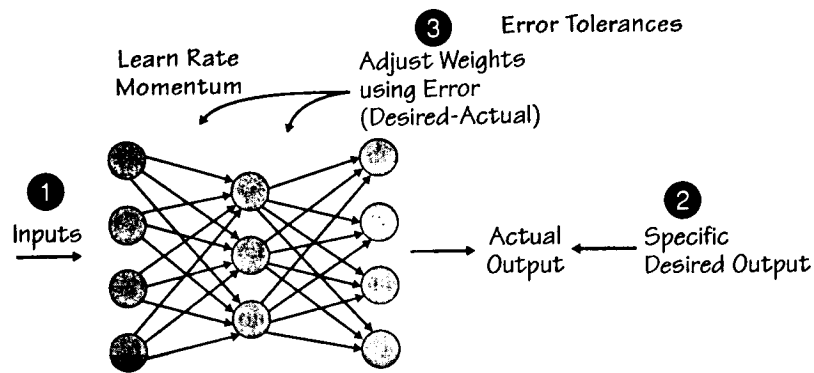 3
Error Tolerances
Learn Rate
Momentum
Adjust Weights
using Error
(Desired-Actual)
1
Inputs
Actual
Output
2
Specific
Desired Output